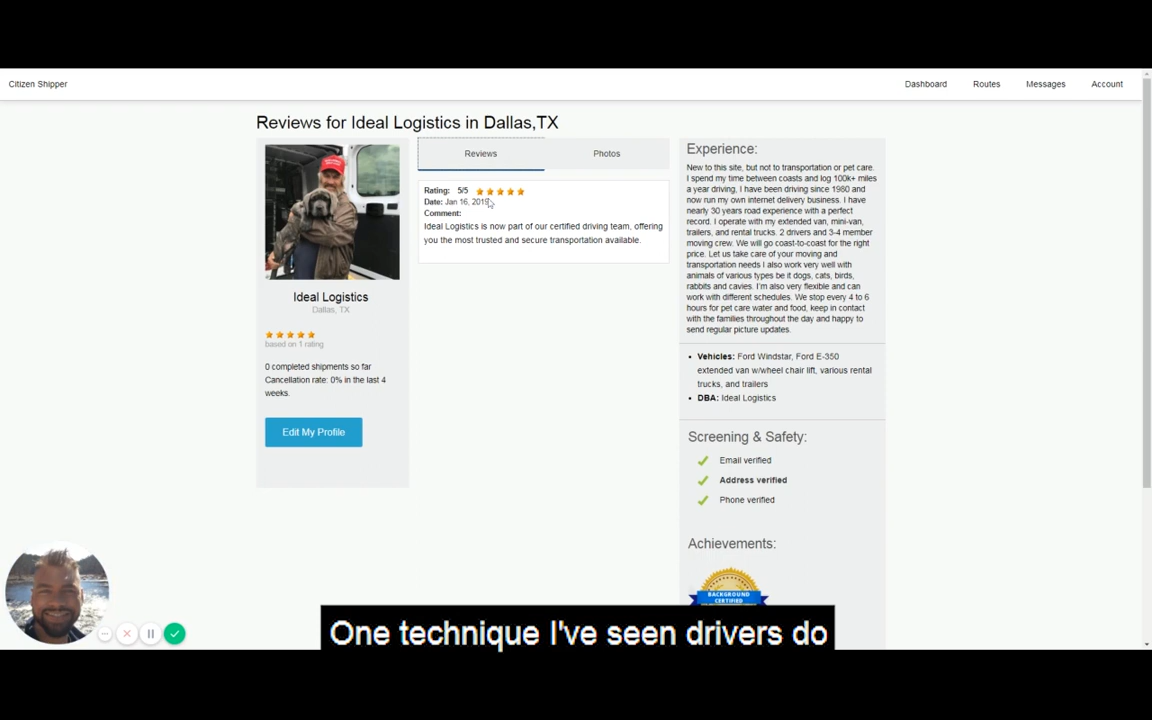 Citizen Shipper
Dashboard
Routes
Messages
Account
Reviews for Ideal Logistics in Dallas,TX
Ideal Logistics
Dallas, TX
based on 1 rating
0 completed shipments so far
Cancellation rate: 0% in the last 4
weeks.
Edit My Profile
Reviews
Photos
Rating: 5/5
Date: Jan 16, 2019
Comment:
Ideal Logistics is now part of our certified driving team, offering
you the most trusted and secure transportation available.
Experience:
New to this site, but not to transportation or pet care.
I spend my time between coasts and log 100k+ miles
a year driving, I have been driving since 1980 and
now run my own internet delivery business. I have
nearly 30 years road experience with a perfect
record. I operate with my extended van, mini-van,
trailers, and rental trucks. 2 drivers and 3-4 member
moving crew. We will go coast-to-coast for the right
price. Let us take care of your moving and
transportation needs I also work very well with
animals of various types be it dogs, cats, birds,
rabbits and cavies. I'm also very flexible and can
work with different schedules. We stop every 4 to 6
hours for pet care water and food, keep in contact
with the families throughout the day and happy to
send regular picture updates.
Vehicles: Ford Windstar, Ford E-350
extended van w/wheel chair lift, various rental
trucks, and trailers
DBA: Ideal Logistics
Screening & Safety:
Email verified
Address verified
Phone verified
Achievements:
BACKGROUND
CERTIFIED
One technique I've seen drivers do